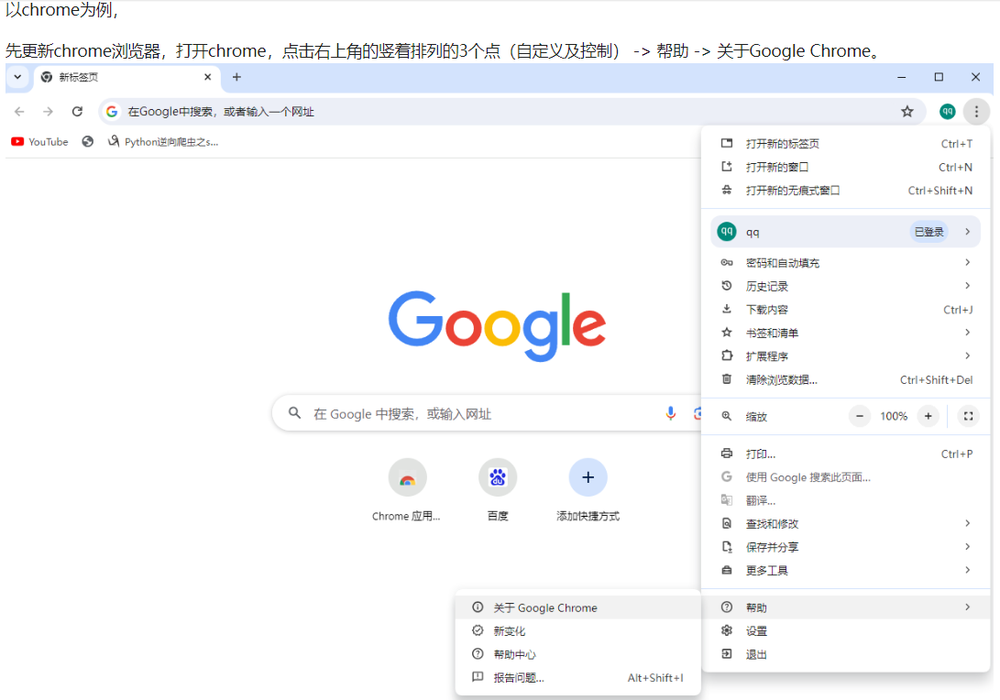 以chrome为例，
先更新chrome浏览器，打开chrome，点击右上角的竖着排列的3个点（自定义及控制） -> 帮助 -> 关于Google Chrome。
新标签页
在Google中搜索，或者输入一个网址
qq
YouTube
Python逆向爬虫之s...
打开新的标签页 Ctrl+T
打开新的窗口 Ctrl+N
打开新的无痕式窗口 Ctrl+Shift+N
qq qq 已登录
密码和自动填充
历史记录
下载内容 Ctrl+J
书签和清单
扩展程序
清除浏览数据... Ctrl+Shift+Del
缩放 − 100% +
打印... Ctrl+P
使用 Google 搜索此页面...
翻译...
查找和修改
保存并分享
更多工具
帮助
设置
退出
Google
在 Google 中搜索，或输入网址
Chrome 应用... 百度 添加快捷方式
关于 Google Chrome
新变化
帮助中心
报告问题... Alt+Shift+I